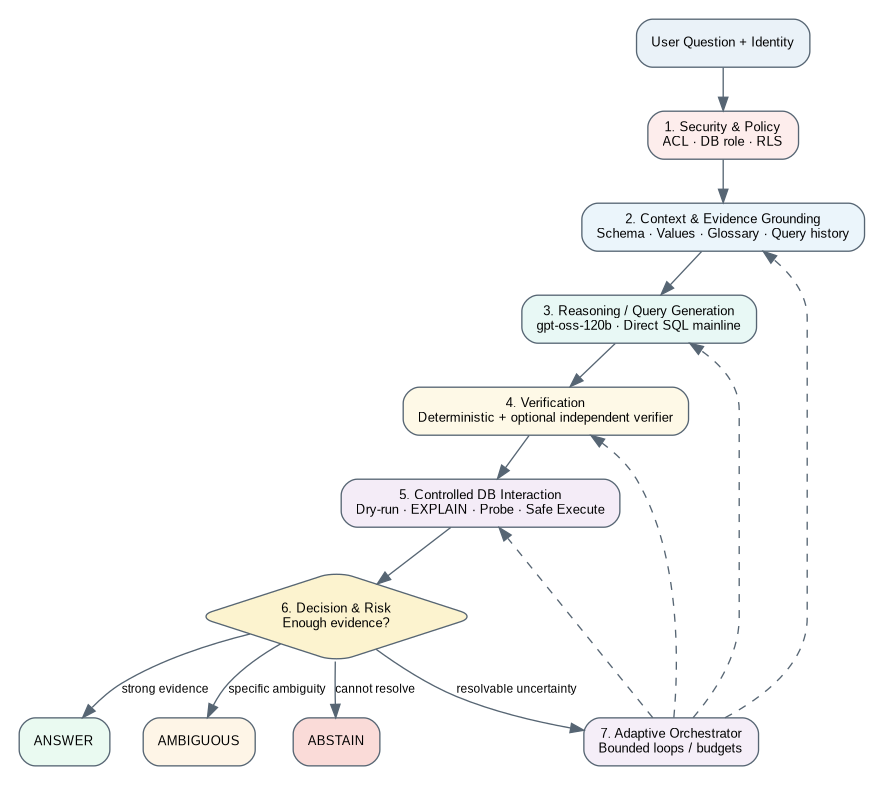 User Question + Identity
1. Security & Policy
ACL · DB role · RLS
2. Context & Evidence Grounding
Schema · Values · Glossary · Query history
3. Reasoning / Query Generation
gpt-oss-120b · Direct SQL mainline
4. Verification
Deterministic + optional independent verifier
5. Controlled DB Interaction
Dry-run · EXPLAIN · Probe · Safe Execute
6. Decision & Risk
Enough evidence?
strong evidence
specific ambiguity
cannot resolve
resolvable uncertainty
ANSWER
AMBIGUOUS
ABSTAIN
7. Adaptive Orchestrator
Bounded loops / budgets